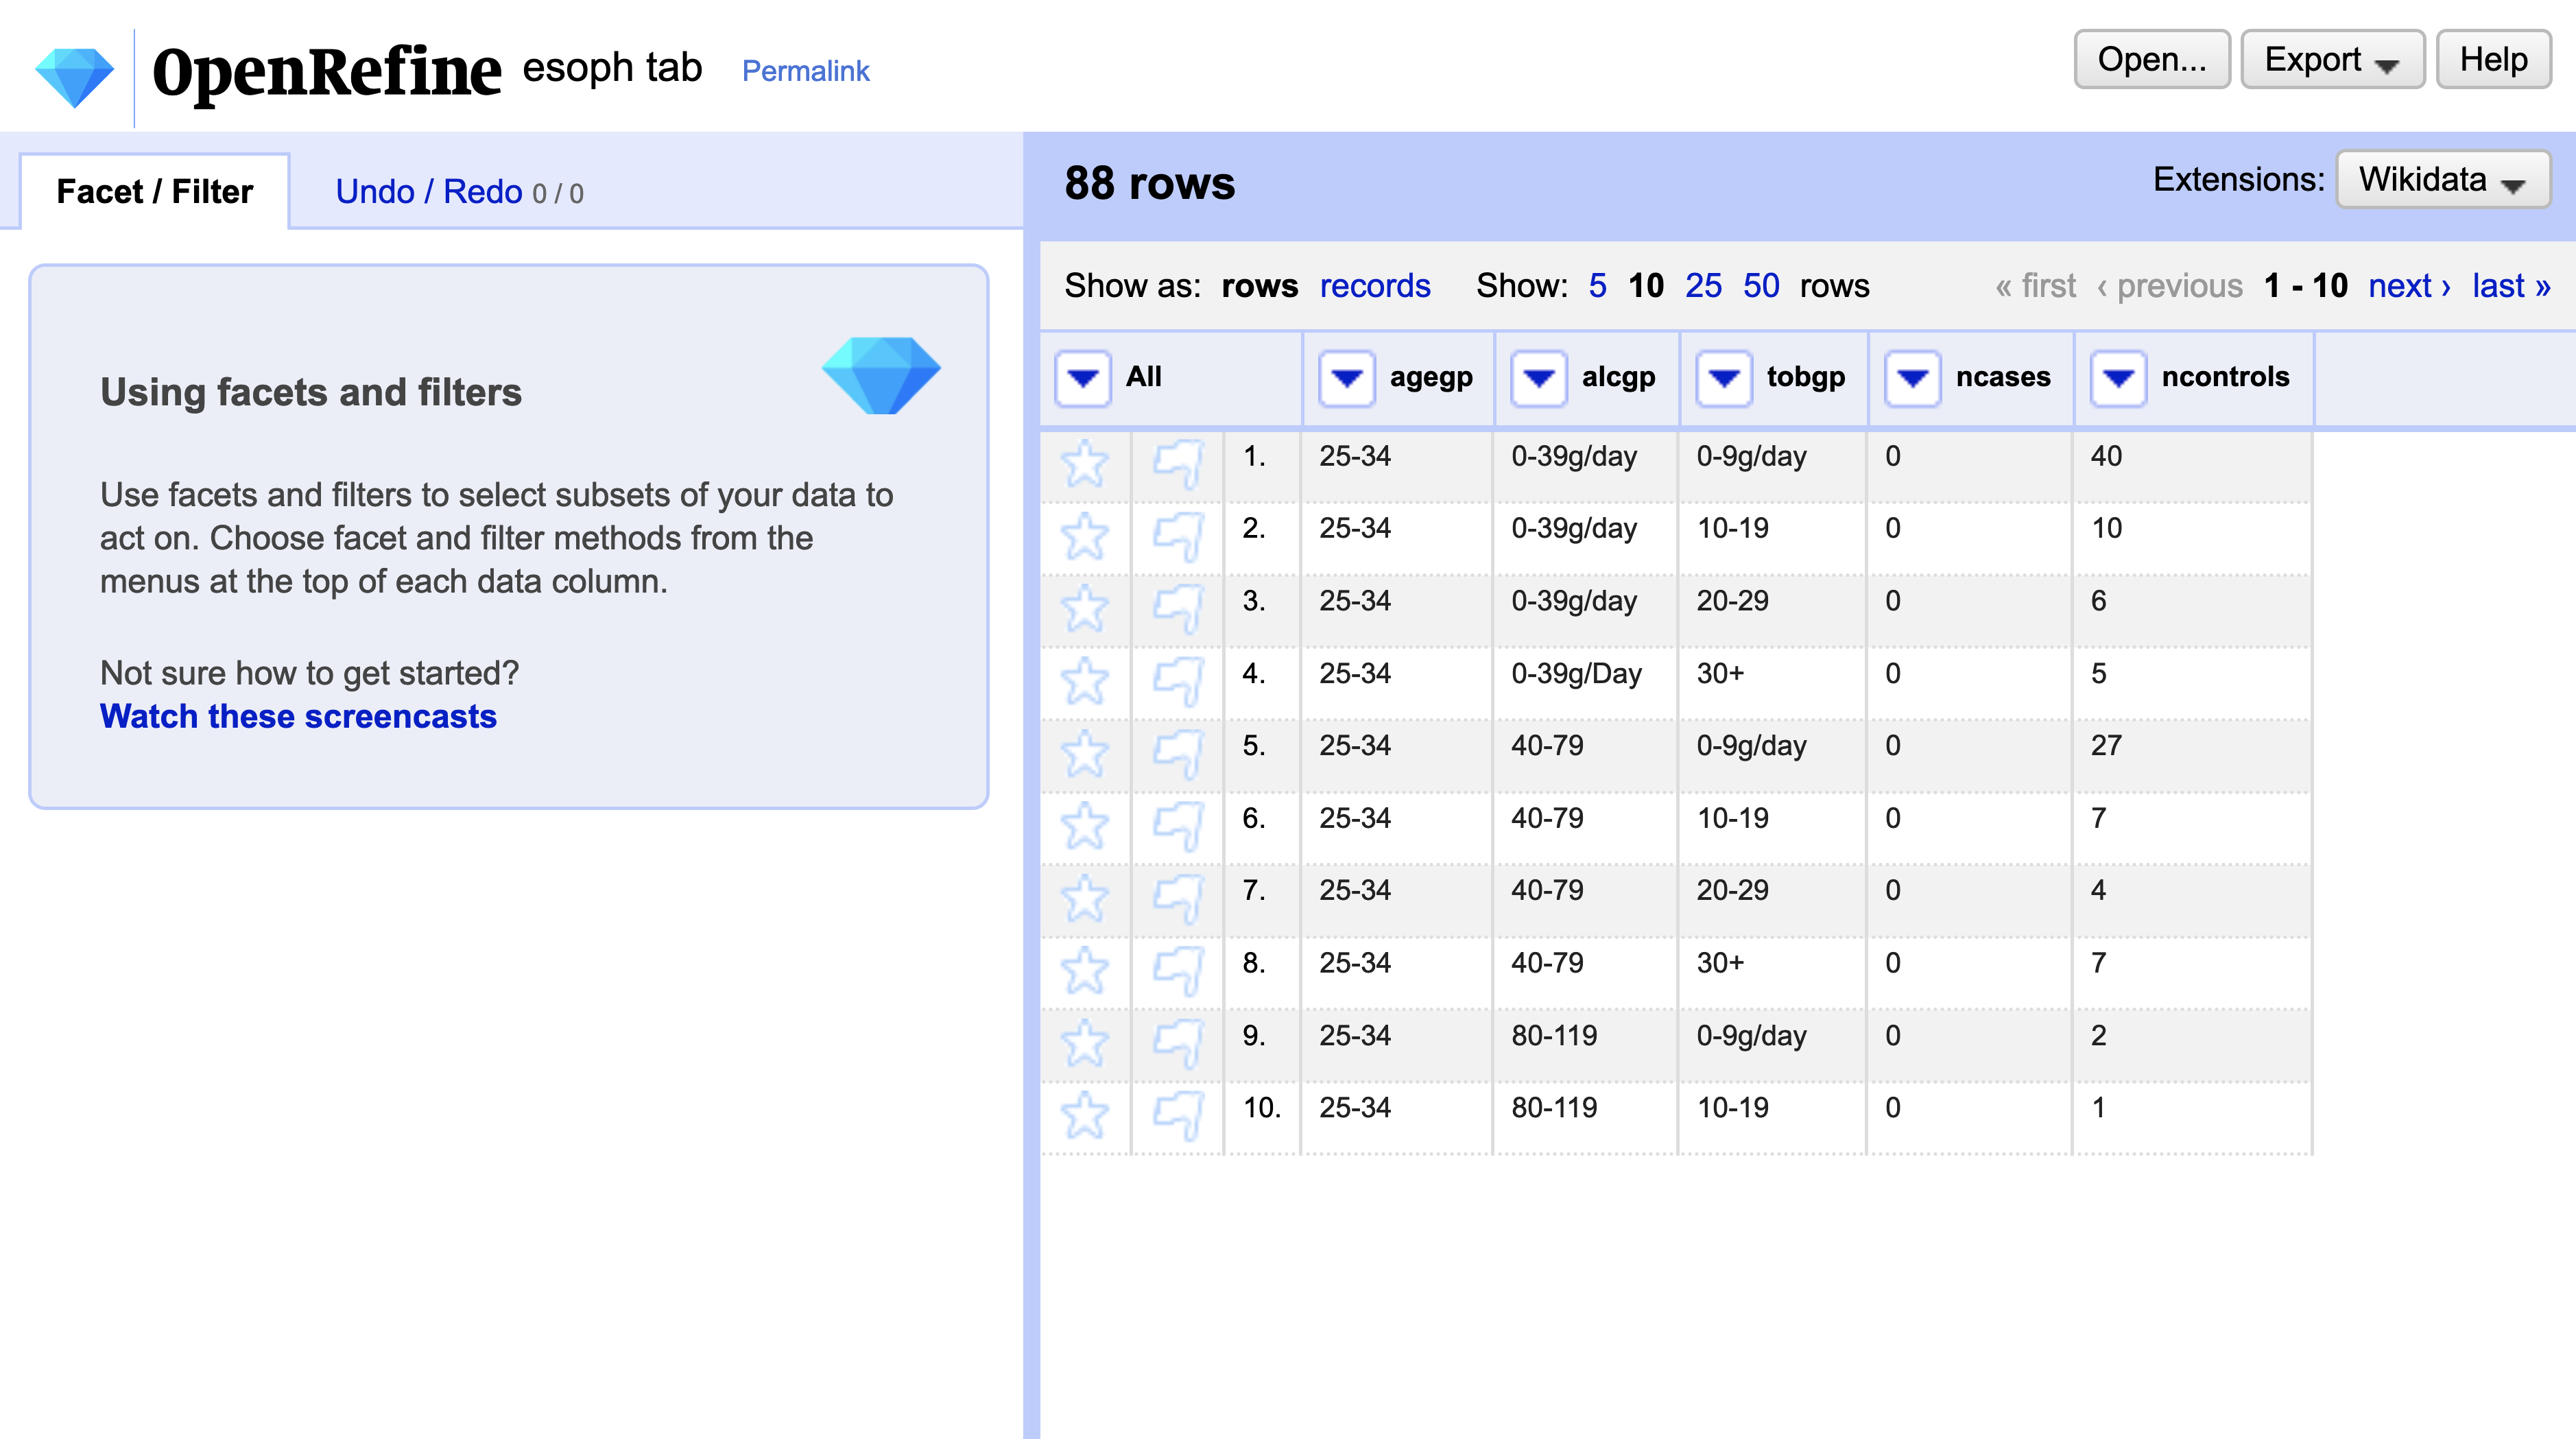 OpenRefine esoph tab Permalink
Open... Export Help
Facet / Filter Undo / Redo 0 / 0
Using facets and filters
Use facets and filters to select subsets of your data to
act on. Choose facet and filter methods from the
menus at the top of each data column.
Not sure how to get started?
Watch these screencasts
88 rows
Extensions: Wikidata
Show as: rows records Show: 5 10 25 50 rows « first ‹ previous 1 - 10 next › last »
All agegp alcgp tobgp ncases ncontrols
1. 25-34 0-39g/day 0-9g/day 0 40
2. 25-34 0-39g/day 10-19 0 10
3. 25-34 0-39g/day 20-29 0 6
4. 25-34 0-39g/Day 30+ 0 5
5. 25-34 40-79 0-9g/day 0 27
6. 25-34 40-79 10-19 0 7
7. 25-34 40-79 20-29 0 4
8. 25-34 40-79 30+ 0 7
9. 25-34 80-119 0-9g/day 0 2
10. 25-34 80-119 10-19 0 1